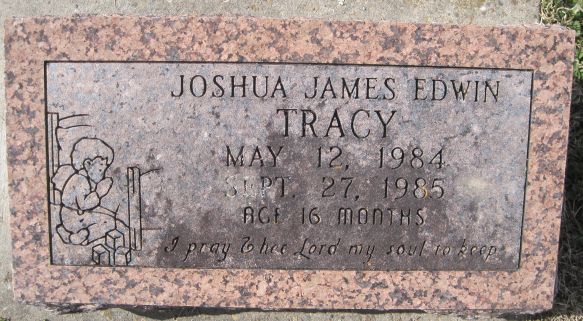 JOSHUA JAMES EDWIN
TRACY
MAY 12, 1984
SEPT. 27, 1985
AGE 16 MONTHS
I pray Thee Lord my soul to keep